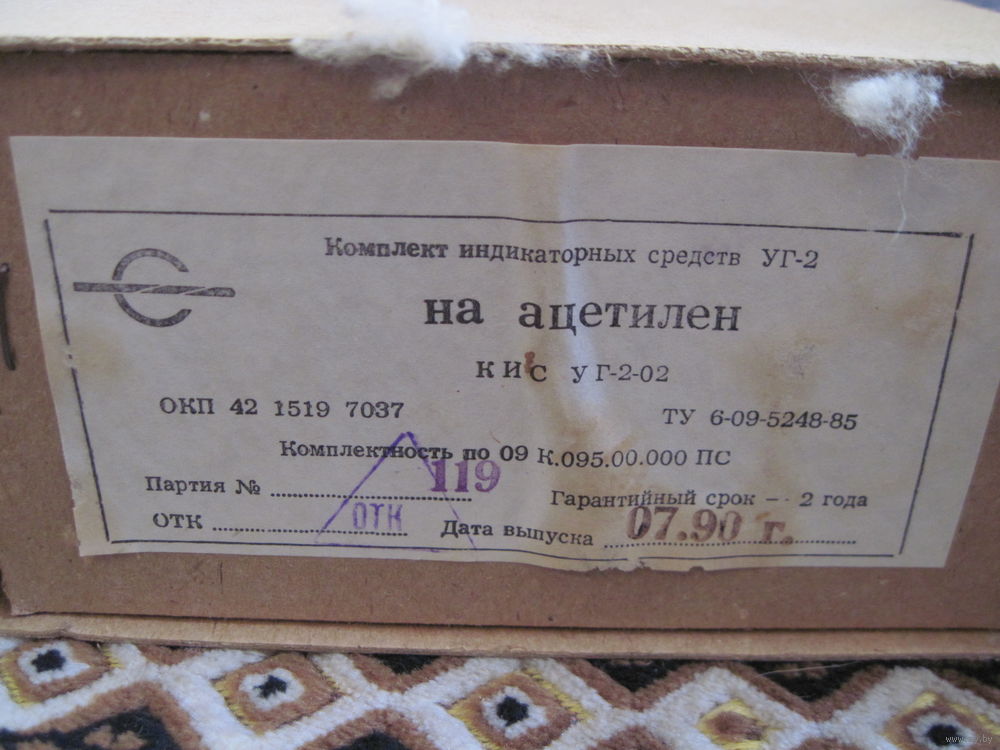 Комплект индикаторных средств УГ-2
на ацетилен
КИС УГ-2-02
ОКП 42 1519 7037 ТУ 6-09-5248-85
Комплектность по 09 К.095.00.000 ПС
Партия № 119 Гарантийный срок — 2 года
ОТК ОТК Дата выпуска 07.90 г.